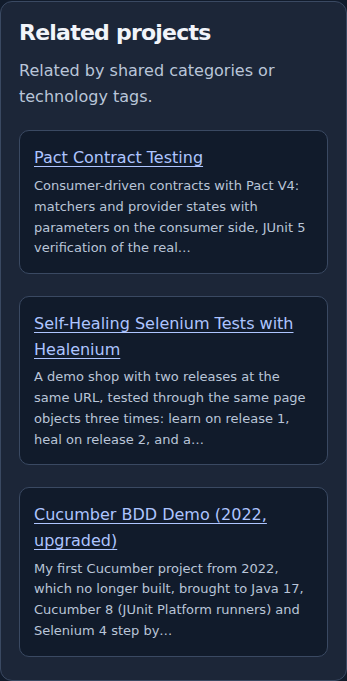 Related projects
Related by shared categories or
technology tags.
Pact Contract Testing
Consumer-driven contracts with Pact V4:
matchers and provider states with
parameters on the consumer side, JUnit 5
verification of the real…
Self-Healing Selenium Tests with
Healenium
A demo shop with two releases at the
same URL, tested through the same page
objects three times: learn on release 1,
heal on release 2, and a…
Cucumber BDD Demo (2022,
upgraded)
My first Cucumber project from 2022,
which no longer built, brought to Java 17,
Cucumber 8 (JUnit Platform runners) and
Selenium 4 step by…